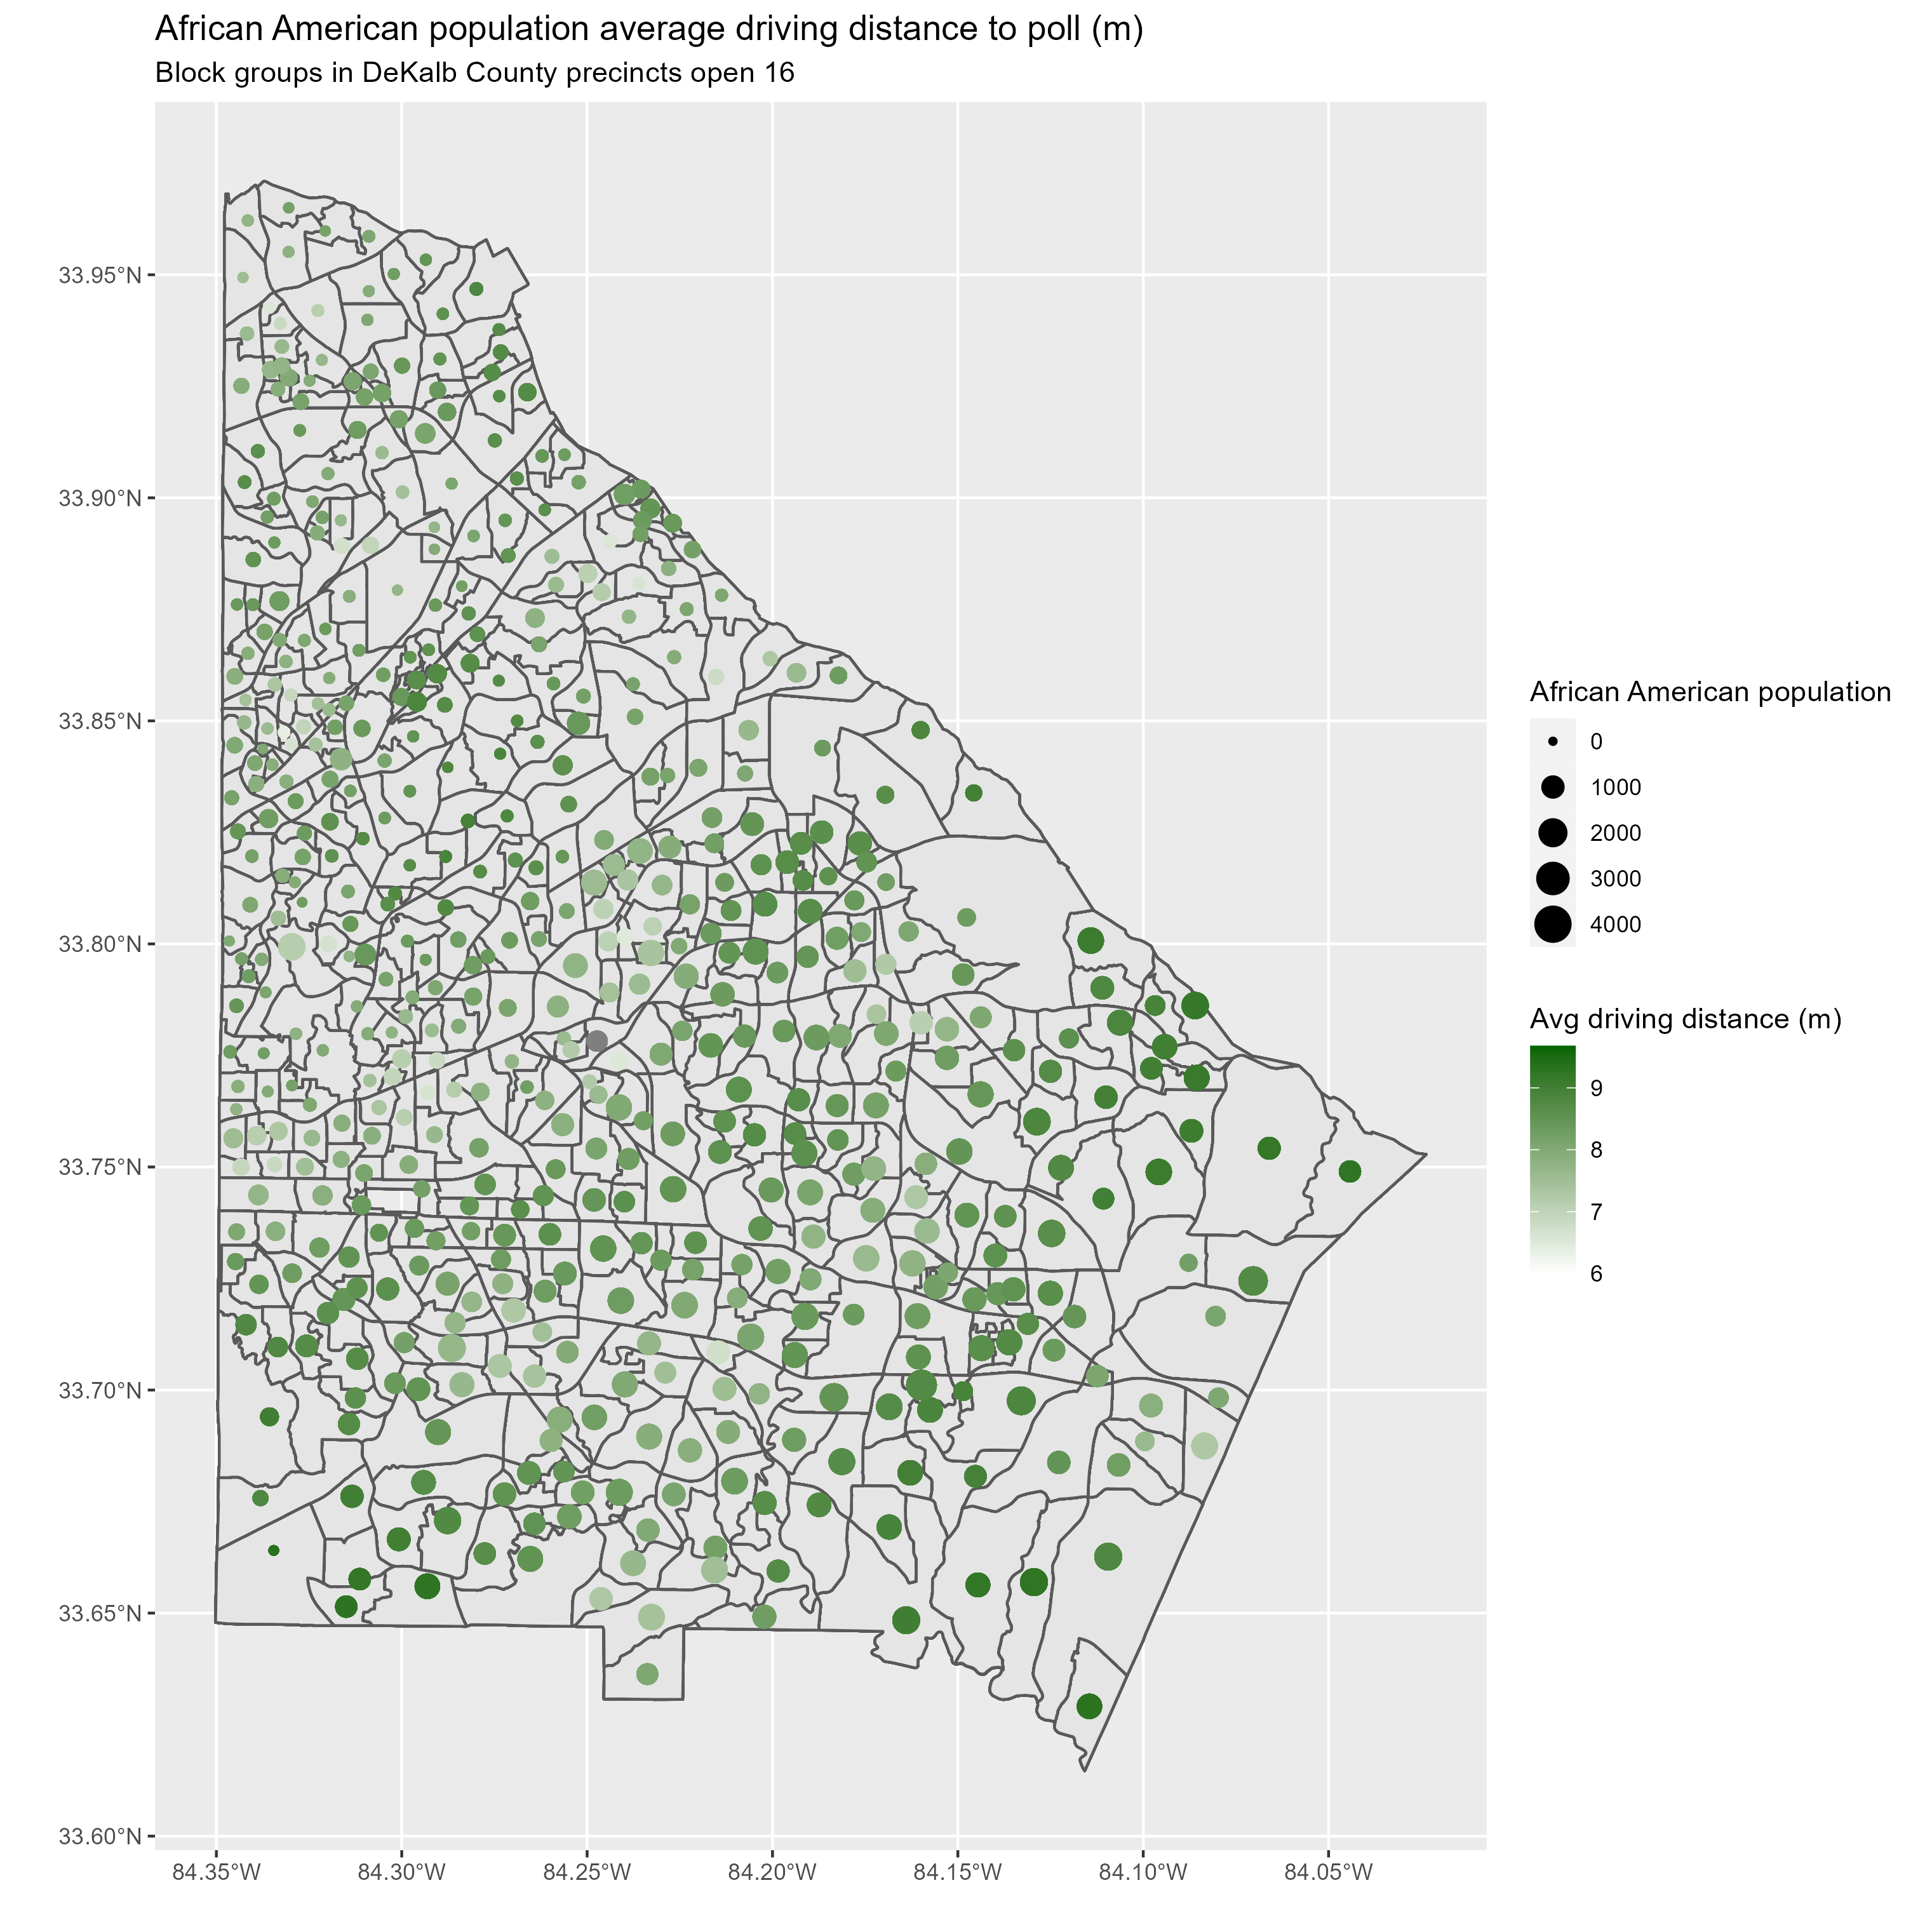 African American population average driving distance to poll (m)
Block groups in DeKalb County precincts open 16
33.95°N
33.90°N
33.85°N
33.80°N
33.75°N
33.70°N
33.65°N
33.60°N
84.35°W
84.30°W
84.25°W
84.20°W
84.15°W
84.10°W
84.05°W
African American population
0
1000
2000
3000
4000
Avg driving distance (m)
9
8
7
6